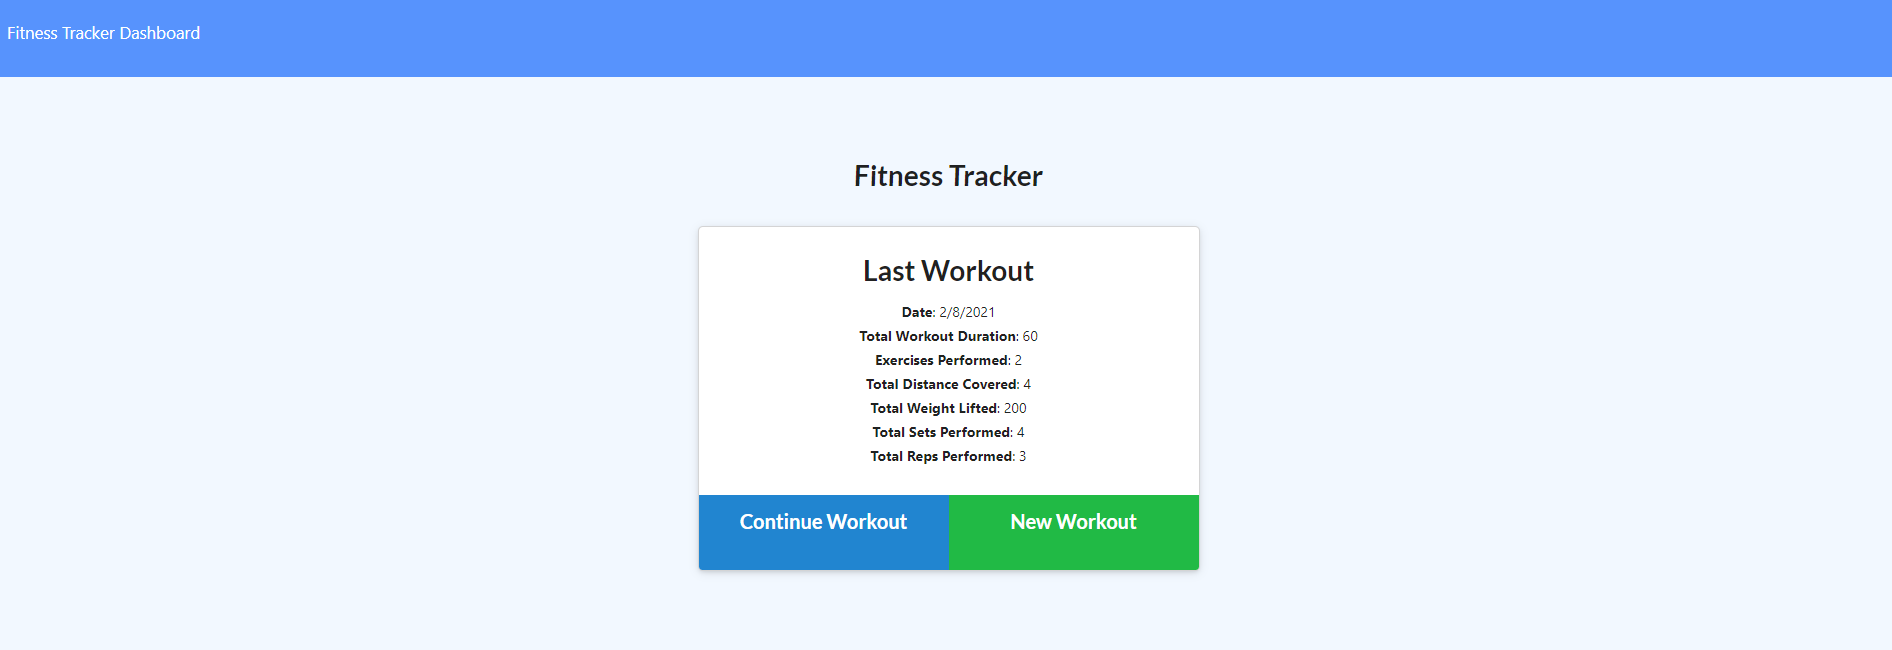 Fitness Tracker Dashboard
Fitness Tracker
Last Workout
Date: 2/8/2021
Total Workout Duration: 60
Exercises Performed: 2
Total Distance Covered: 4
Total Weight Lifted: 200
Total Sets Performed: 4
Total Reps Performed: 3
Continue Workout New Workout